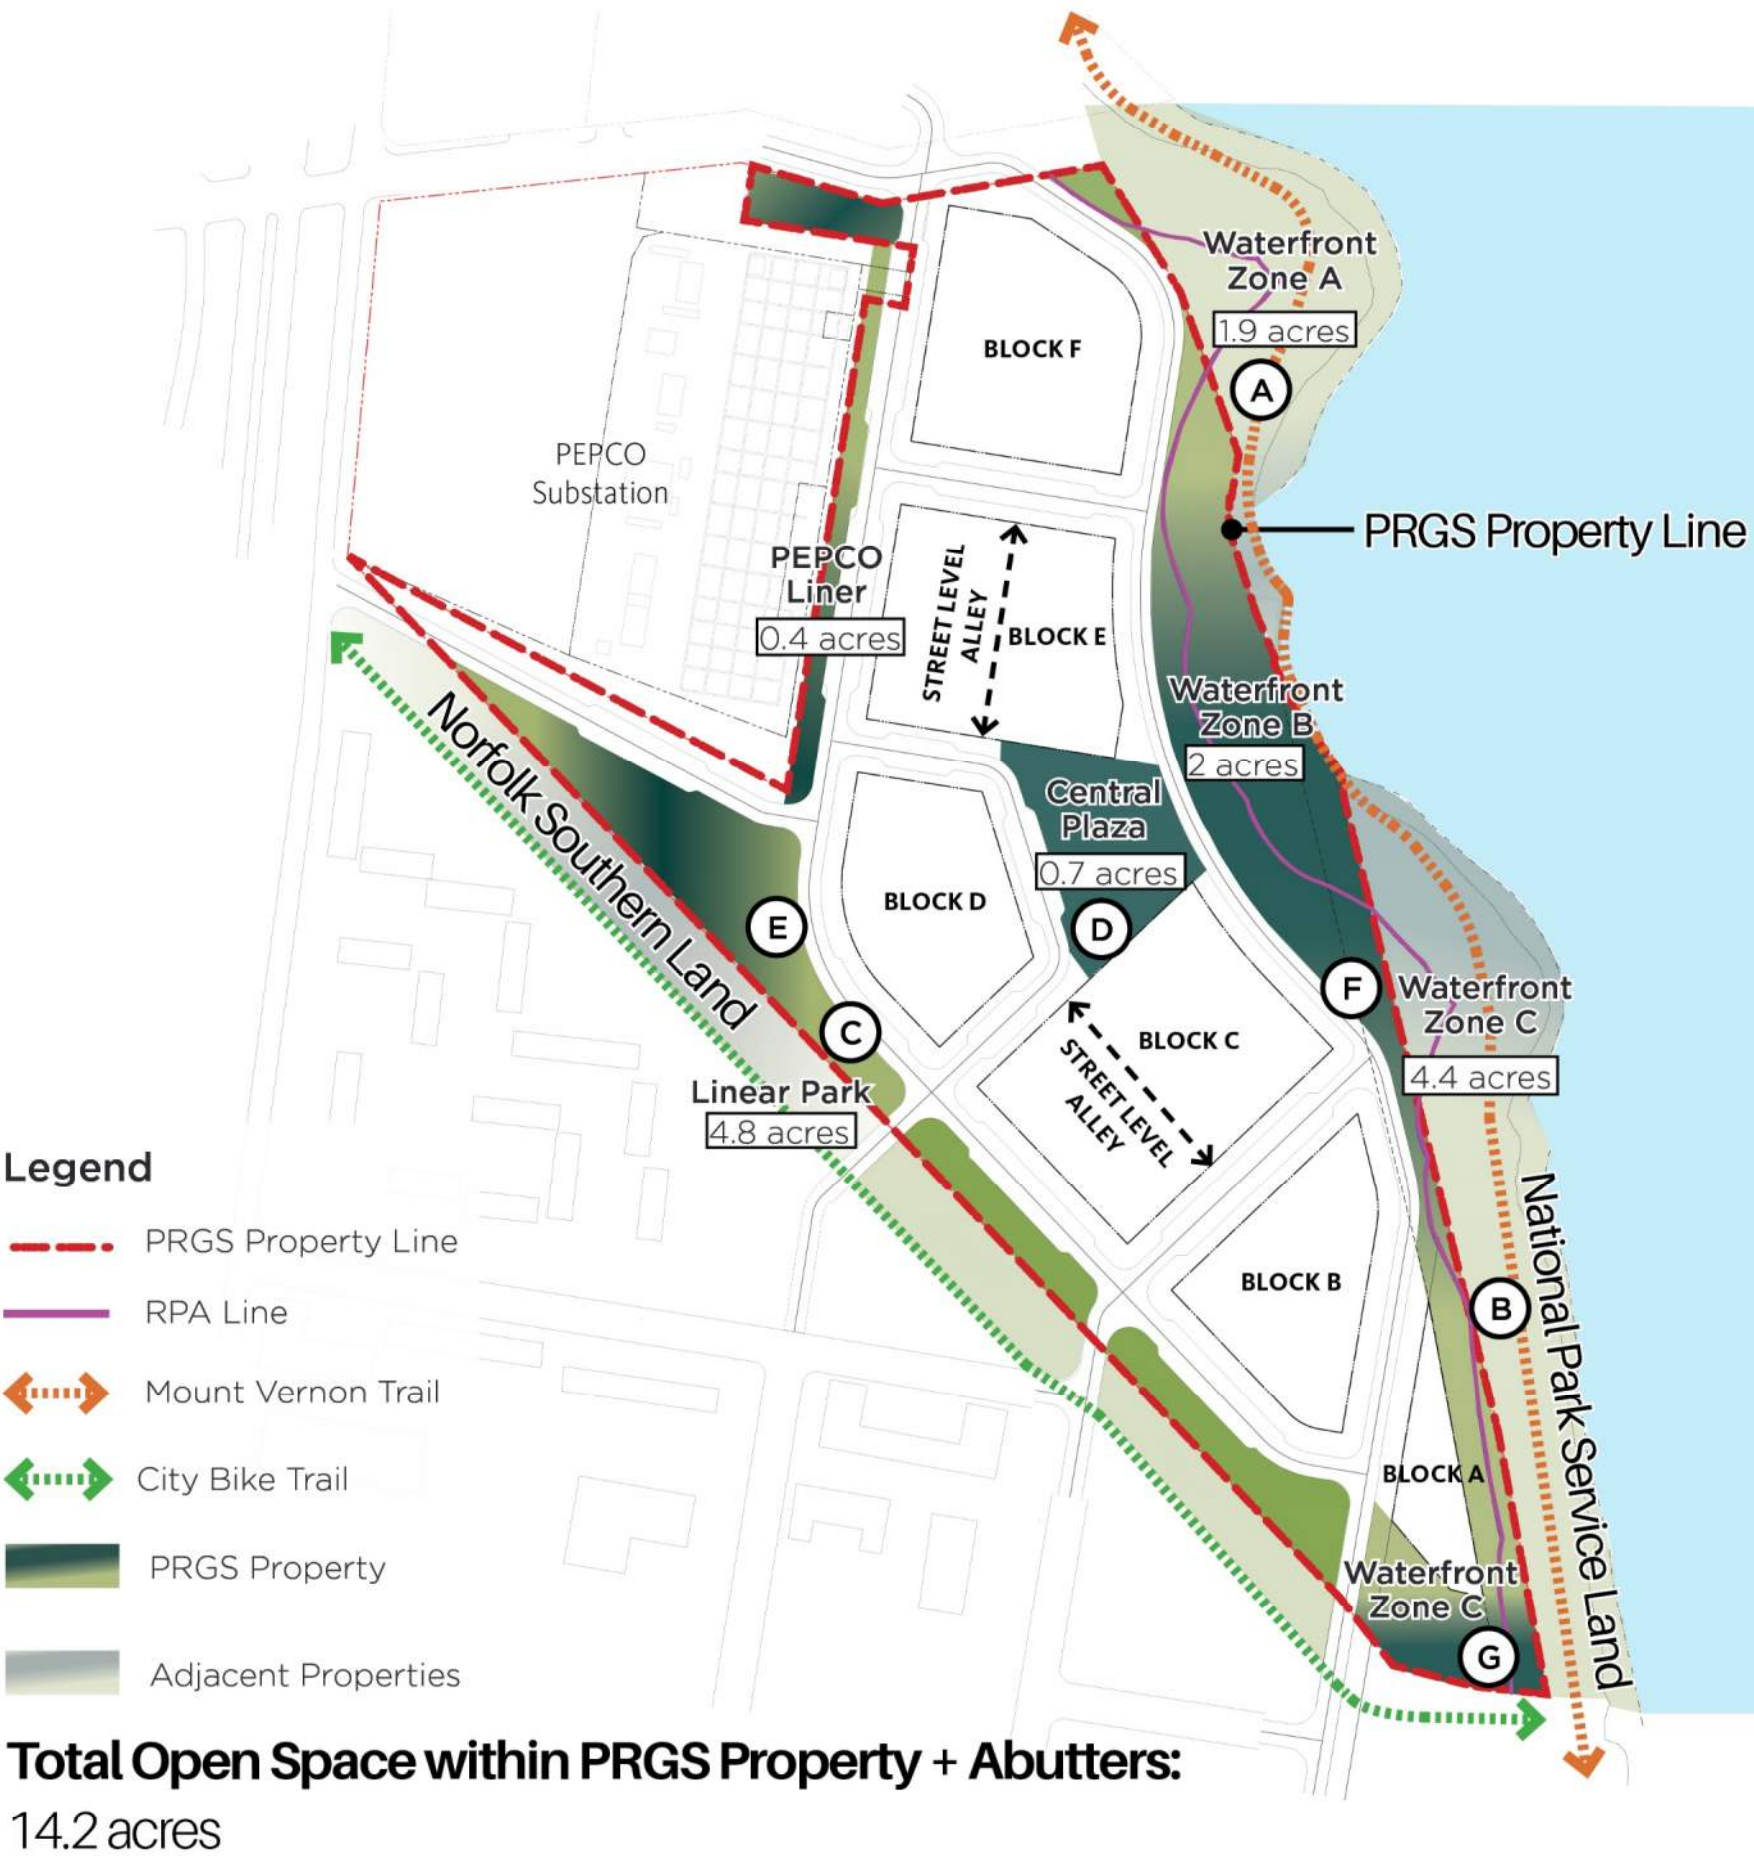 Waterfront
Zone A
1.9 acres
A
BLOCK F
PEPCO
Substation
PRGS Property Line
PEPCO
Liner
0.4 acres
STREET LEVEL
ALLEY
BLOCK E
Waterfront
Zone B
2 acres
Norfolk Southern Land
Central
Plaza
0.7 acres
D
BLOCK D
E
C
F
Waterfront
Zone C
4.4 acres
BLOCK C
STREET LEVEL
ALLEY
Linear Park
4.8 acres
BLOCK B
B
National Park Service Land
BLOCK A
Waterfront
Zone C
G
Legend
PRGS Property Line
RPA Line
Mount Vernon Trail
City Bike Trail
PRGS Property
Adjacent Properties
Total Open Space within PRGS Property + Abutters:
14.2 acres